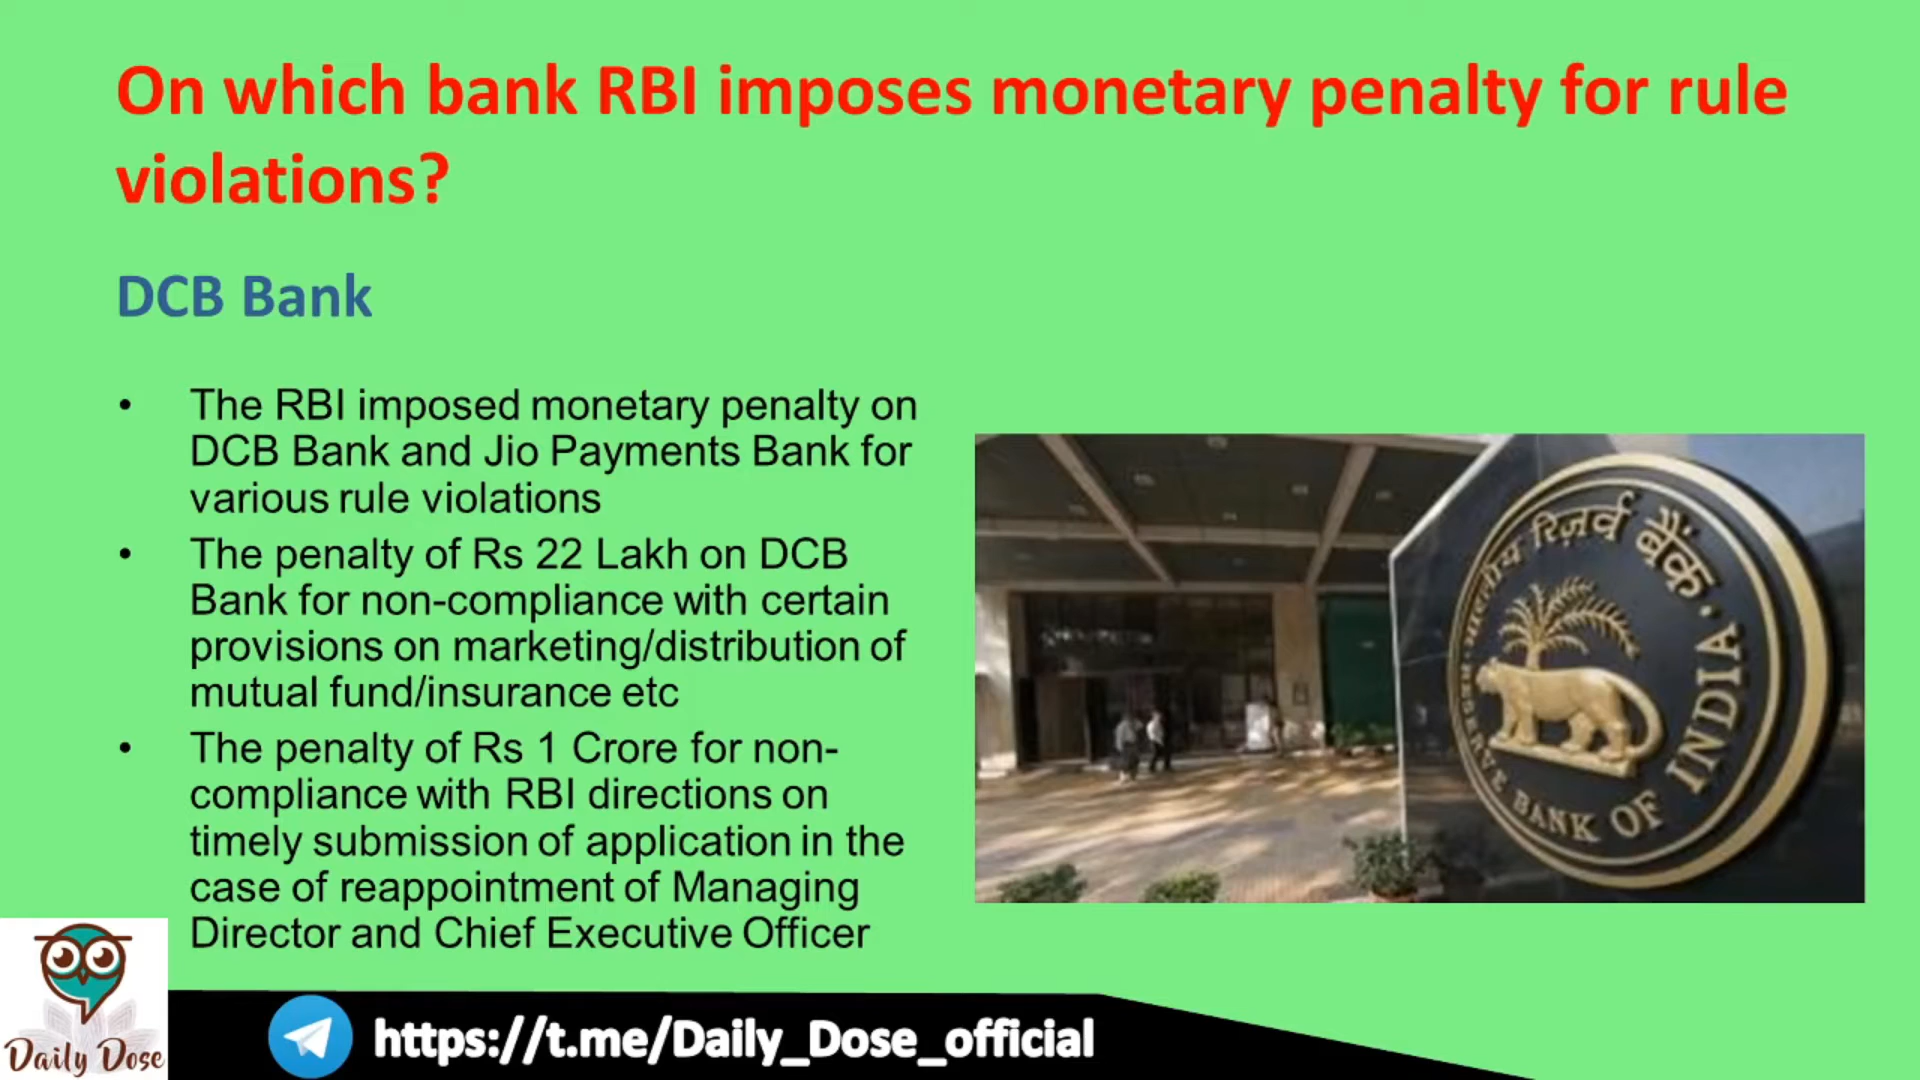 On which bank RBI imposes monetary penalty for rule
violations?
DCB Bank
• The RBI imposed monetary penalty on
DCB Bank and Jio Payments Bank for
various rule violations
• The penalty of Rs 22 Lakh on DCB
Bank for non-compliance with certain
provisions on marketing/distribution of
mutual fund/insurance etc
• The penalty of Rs 1 Crore for non-
compliance with RBI directions on
timely submission of application in the
case of reappointment of Managing
Director and Chief Executive Officer
भारतीय रिज़र्व बैंक
RESERVE BANK OF INDIA
Daily Dose
https://t.me/Daily_Dose_official